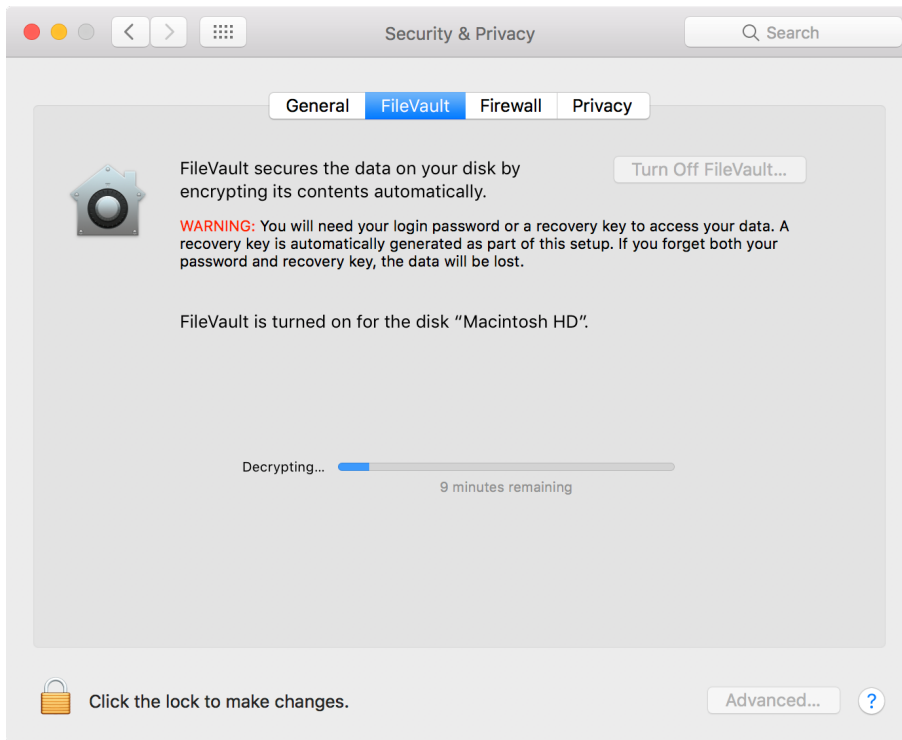 Security & Privacy
Search
General FileVault Firewall Privacy
FileVault secures the data on your disk by
encrypting its contents automatically.
Turn Off FileVault...
WARNING: You will need your login password or a recovery key to access your data. A
recovery key is automatically generated as part of this setup. If you forget both your
password and recovery key, the data will be lost.
FileVault is turned on for the disk “Macintosh HD”.
Decrypting...
9 minutes remaining
Click the lock to make changes.
Advanced...
?